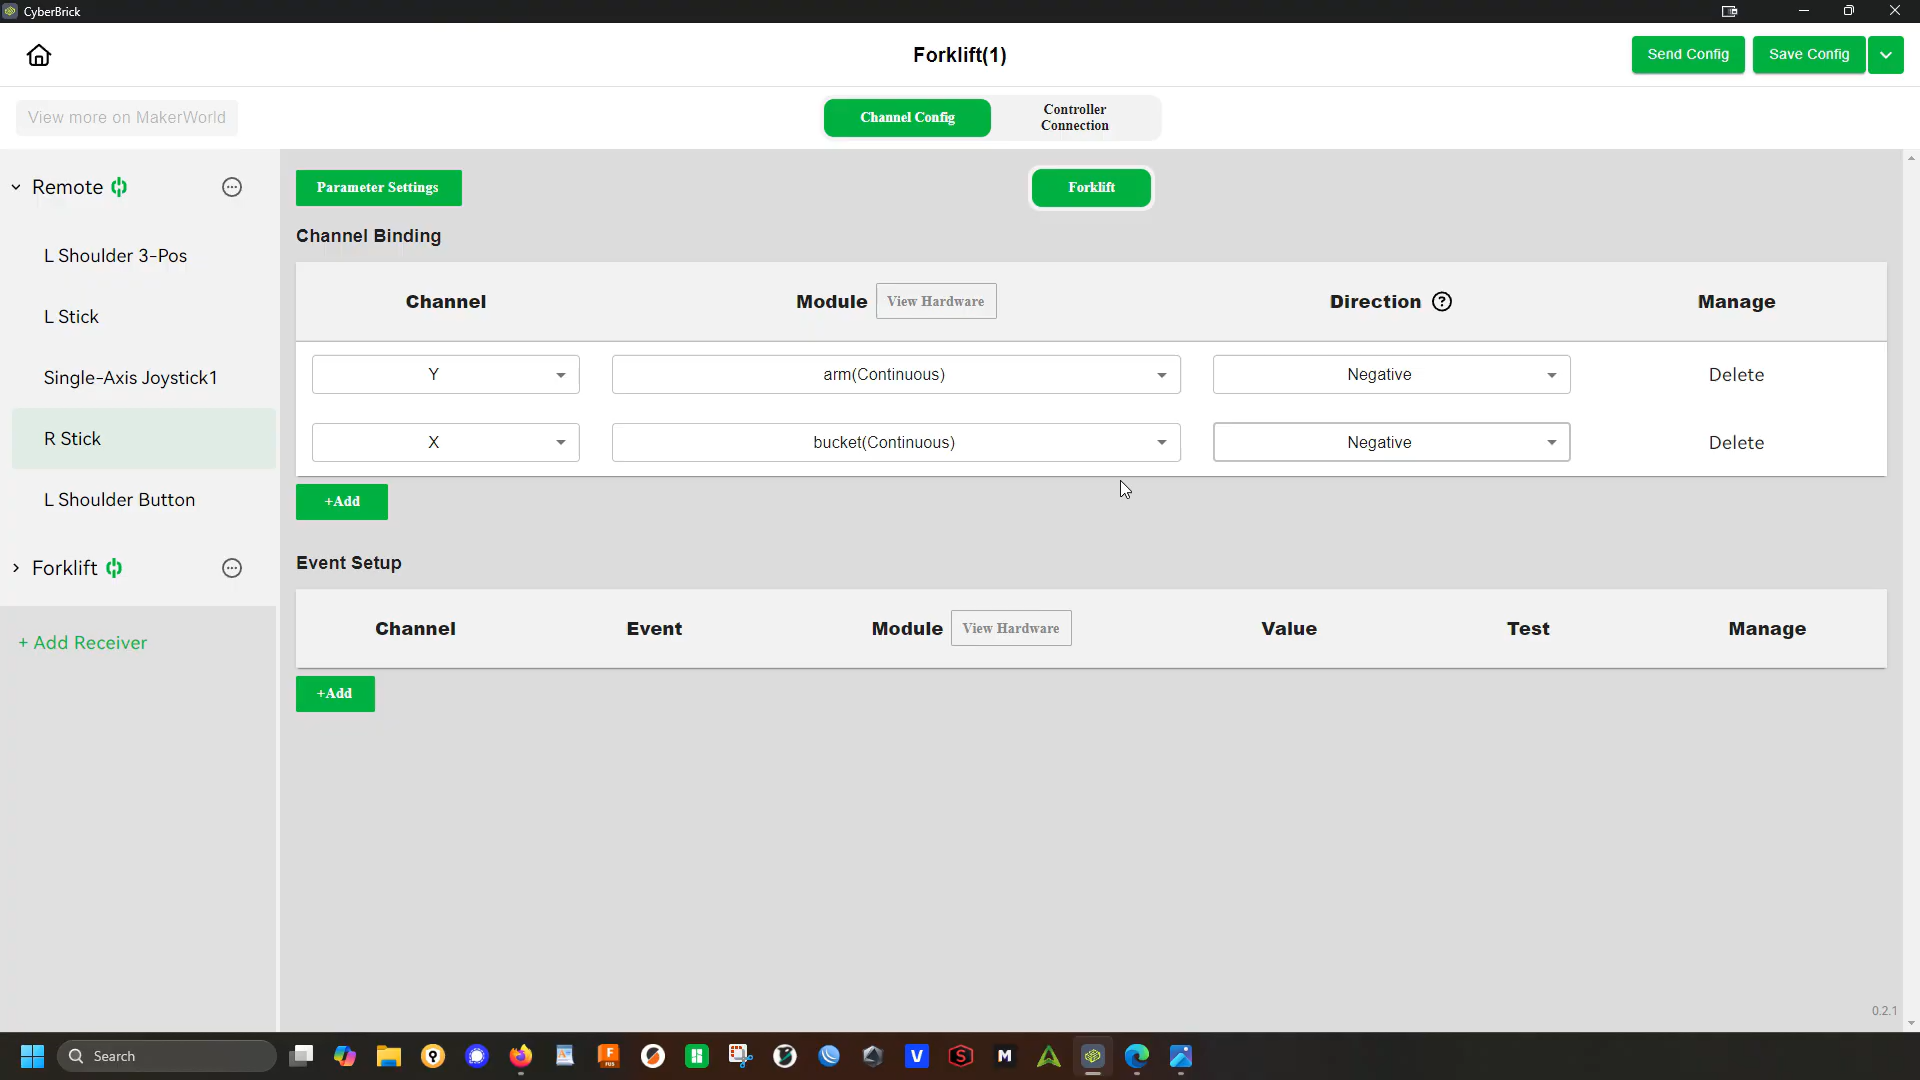 CyberBrick
Forklift(1)
Send Config
Save Config
View more on MakerWorld
Channel Config
Controller
Connection
Remote
L Shoulder 3-Pos
L Stick
Single-Axis Joystick1
R Stick
L Shoulder Button
Forklift
+ Add Receiver
Parameter Settings
Forklift
Channel Binding
Channel
Module
View Hardware
Direction ?
Manage
Y
arm(Continuous)
Negative
Delete
X
bucket(Continuous)
Negative
Delete
+Add
Event Setup
Channel
Event
Module
View Hardware
Value
Test
Manage
+Add
0.2.1
Search